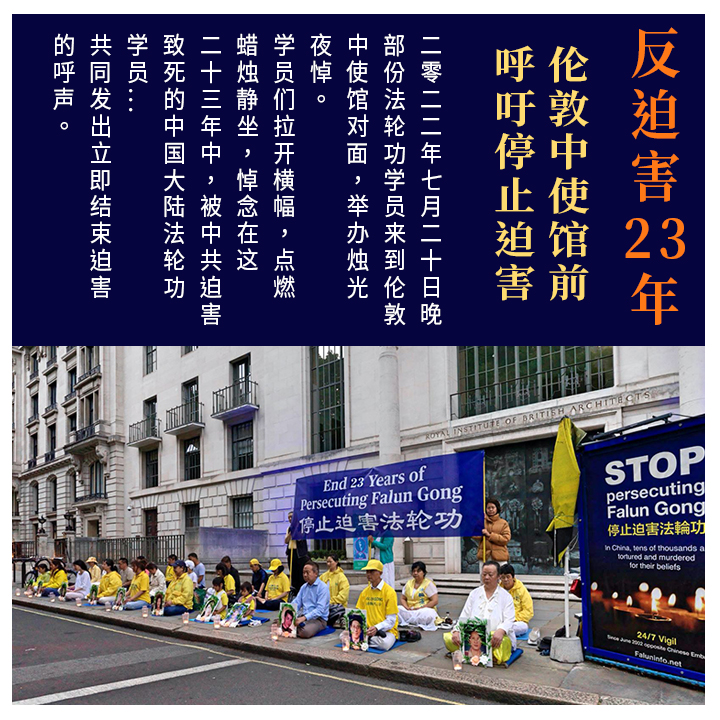 反迫害23年
伦敦中使馆前
呼吁停止迫害
二零二二年七月二十日晚
部份法轮功学员来到伦敦
中使馆对面，举办烛光
夜悼。
学员们拉开横幅，点燃
蜡烛静坐，悼念在这
二十三年中，被中共迫害
致死的中国大陆法轮功
学员...
共同发出立即结束迫害
的呼声。
ROYAL INSTITUTE OF BRITISH ARCHITECTS
End 23 Years of
Persecuting Falun Gong
停止迫害法轮功
STOP
persecuting
Falun Gong
停止迫害法輪功
In China, tens of thousands a
tortured and murdered
for their beliefs
24/7 Vigil
Since June 2002 opposite Chinese Emba
Faluninfo.net